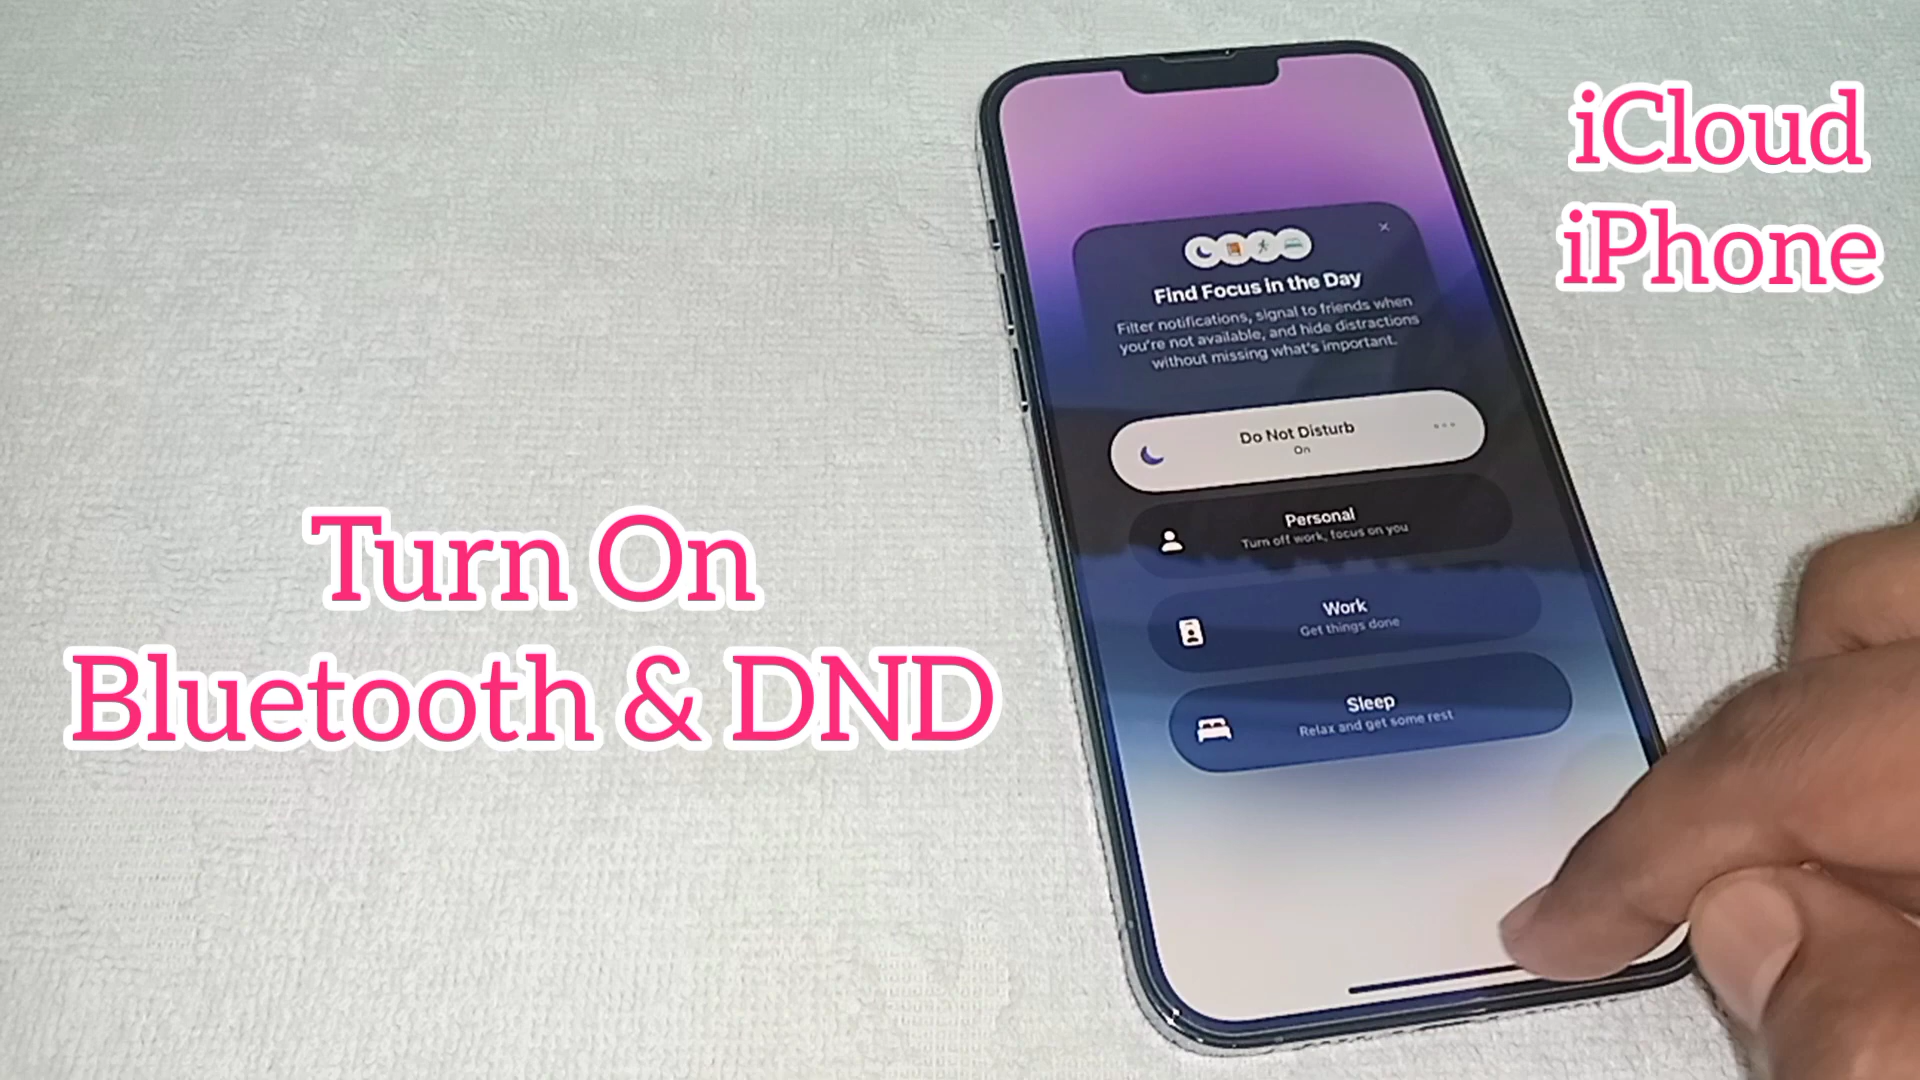 iCloud
iPhone
Find Focus in the Day
Filter notifications, signal to friends when
you're not available, and hide distractions
without missing what's important.
Do Not Disturb
On
Personal
Turn off work, focus on you
Work
Get things done
Sleep
Relax and get some rest
Turn On
Bluetooth & DND